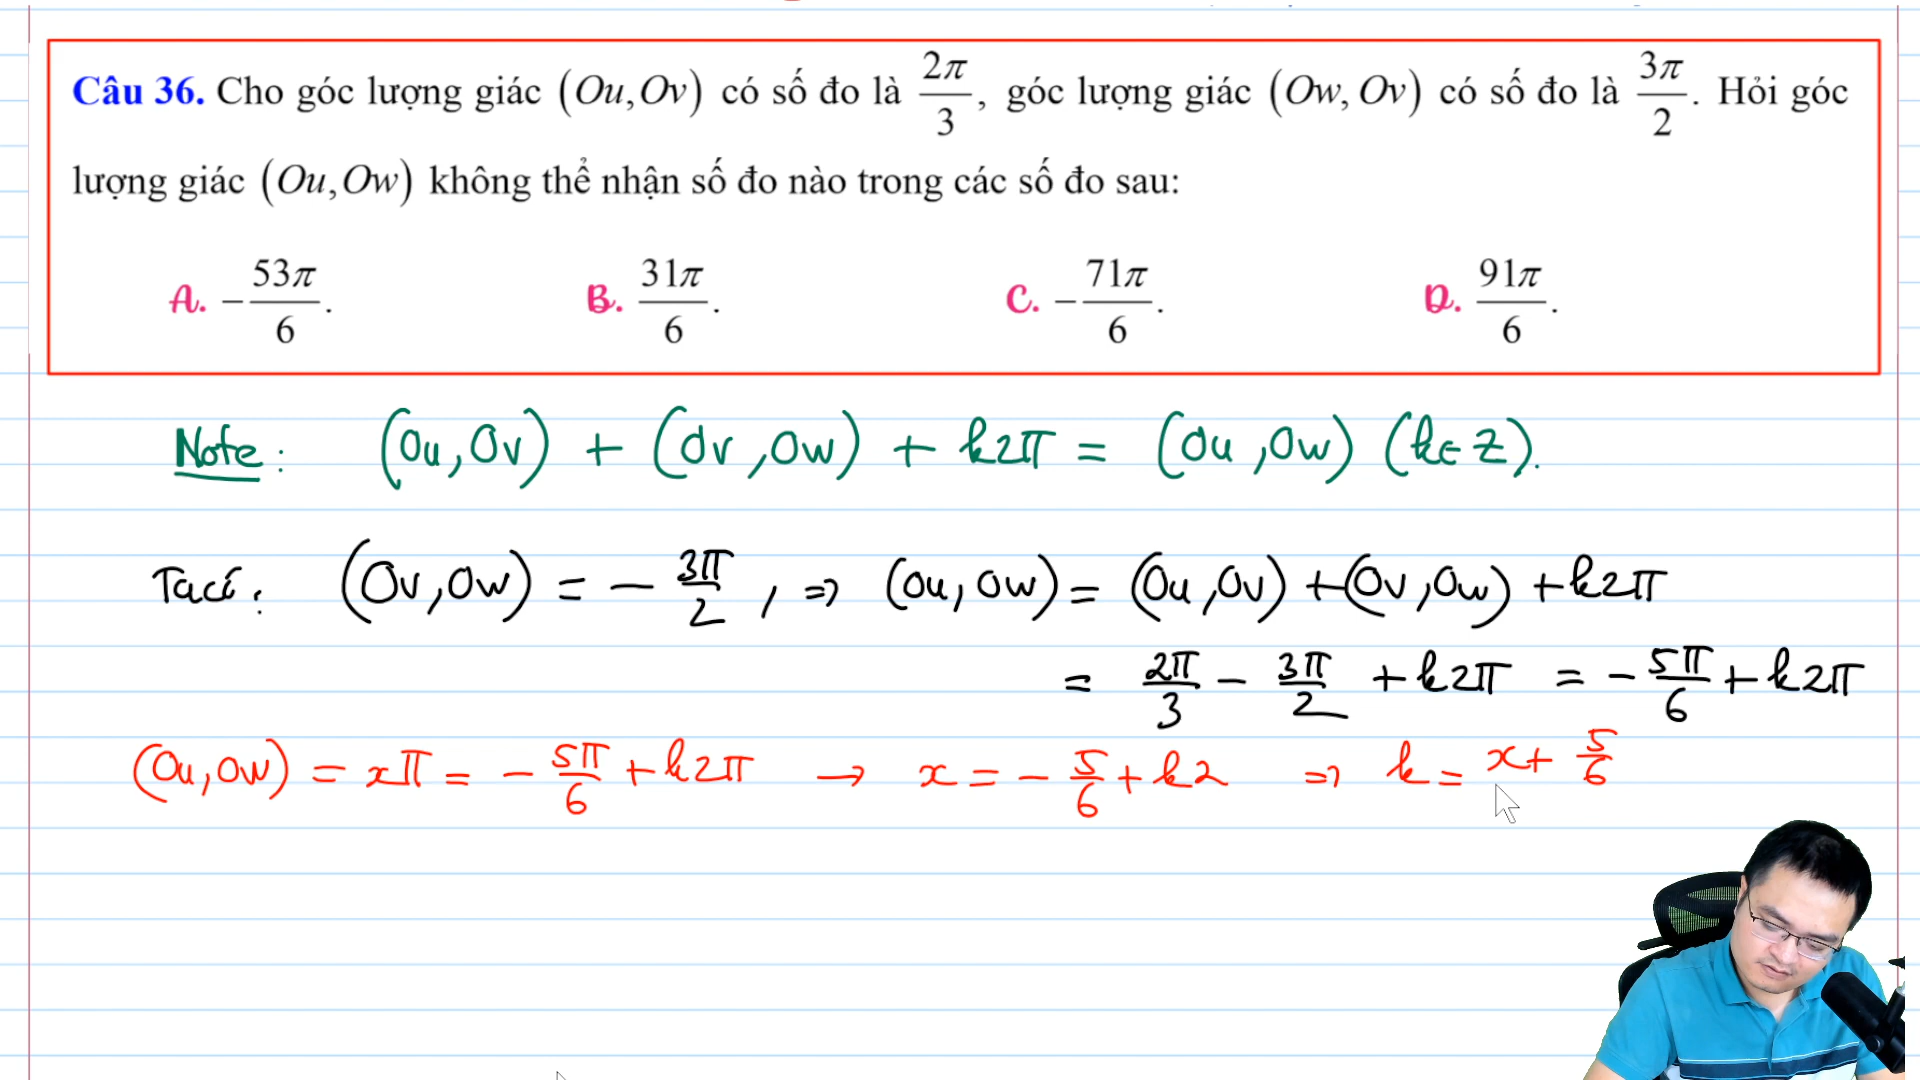 Câu 36. Cho góc lượng giác (Ou,Ov) có số đo là 2π/3, góc lượng giác (Ow,Ov) có số đo là 3π/2. Hỏi góc
lượng giác (Ou,Ow) không thể nhận số đo nào trong các số đo sau:
A. -53π/6. B. 31π/6. C. -71π/6. D. 91π/6.
Note: (Ou,Ov) + (Ov,Ow) + k2π = (Ou,Ow) (k∈Z).
Ta có: (Ov,Ow) = - 3π/2, ⇒ (Ou,Ow) = (Ou,Ov) + (Ov,Ow) + k2π
= 2π/3 - 3π/2 + k2π = - 5π/6 + k2π
(Ou,Ow) = xπ = - 5π/6 + k2π → x = - 5/6 + k2 ⇒ k = x + 5/6